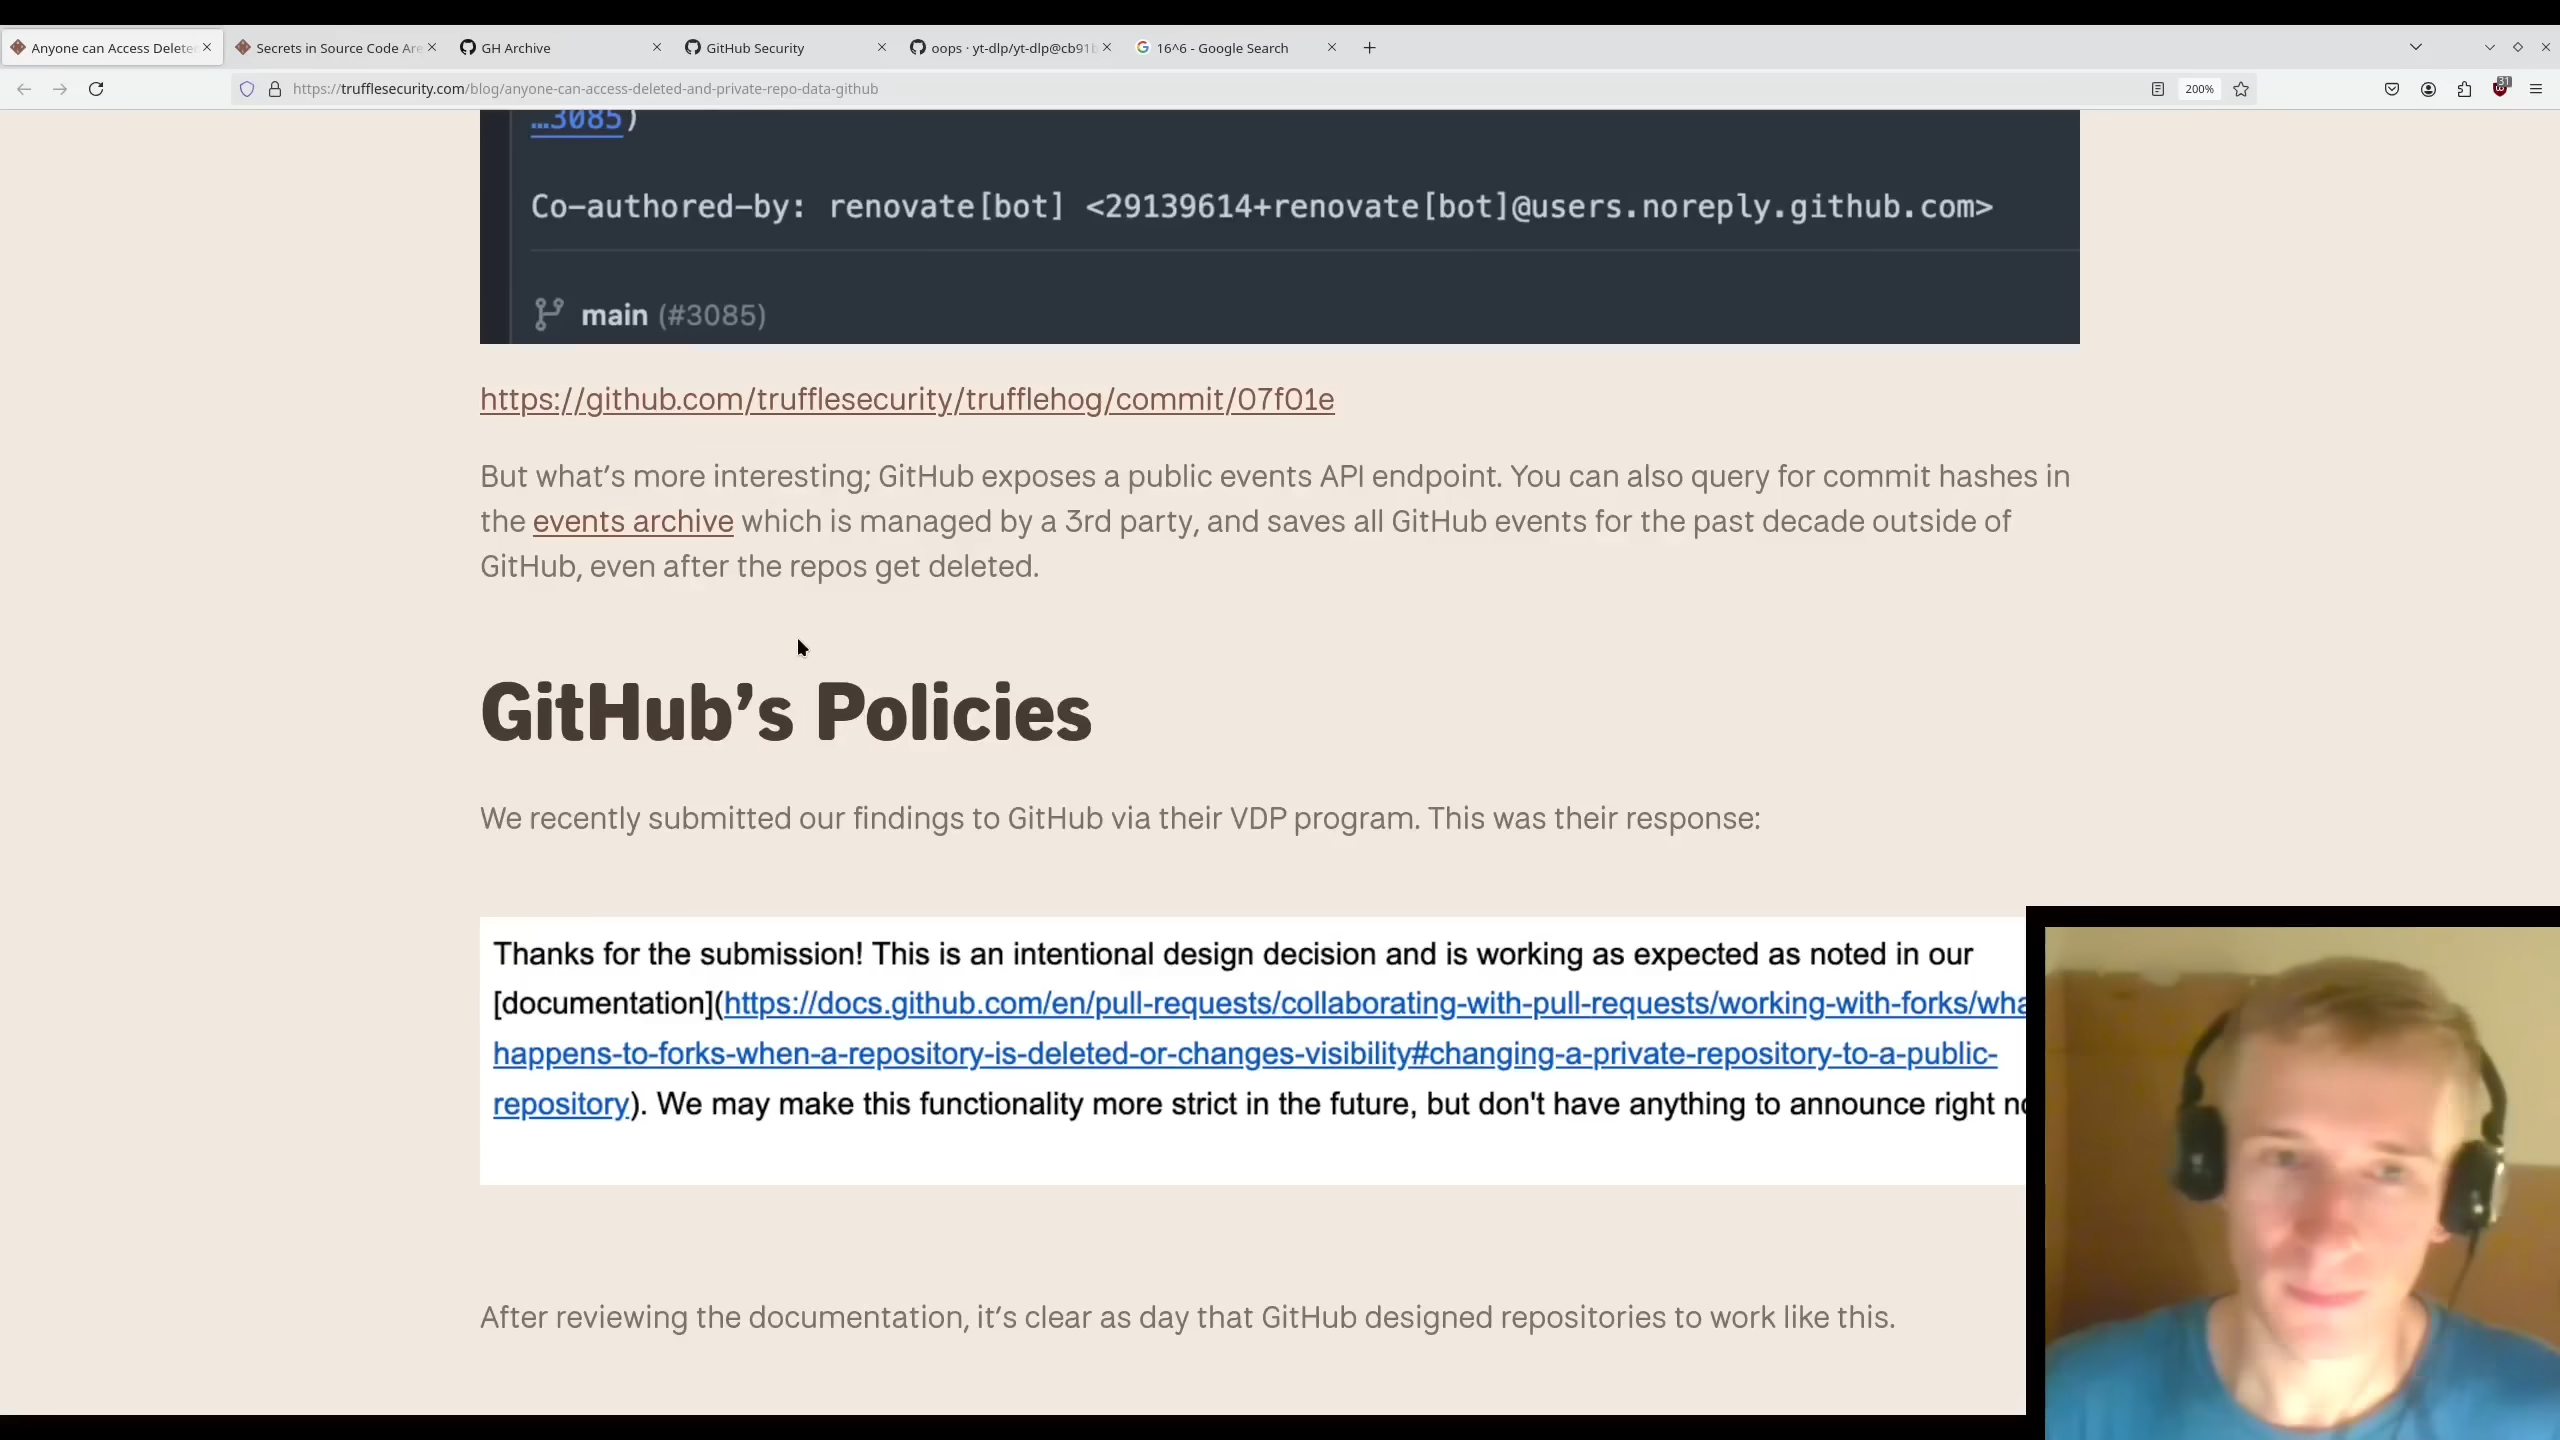 Anyone can Access Delete
Secrets in Source Code Are
GH Archive
GitHub Security
oops · yt-dlp/yt-dlp@cb91b
16^6 - Google Search
https://trufflesecurity.com/blog/anyone-can-access-deleted-and-private-repo-data-github
200%
31
…3085)
Co-authored-by: renovate[bot] <29139614+renovate[bot]@users.noreply.github.com>
main (#3085)
https://github.com/trufflesecurity/trufflehog/commit/07f01e
But what’s more interesting; GitHub exposes a public events API endpoint. You can also query for commit hashes in
the events archive which is managed by a 3rd party, and saves all GitHub events for the past decade outside of
GitHub, even after the repos get deleted.
GitHub’s Policies
We recently submitted our findings to GitHub via their VDP program. This was their response:
Thanks for the submission! This is an intentional design decision and is working as expected as noted in our
[documentation](https://docs.github.com/en/pull-requests/collaborating-with-pull-requests/working-with-forks/wha
happens-to-forks-when-a-repository-is-deleted-or-changes-visibility#changing-a-private-repository-to-a-public-
repository). We may make this functionality more strict in the future, but don't have anything to announce right no
After reviewing the documentation, it’s clear as day that GitHub designed repositories to work like this.